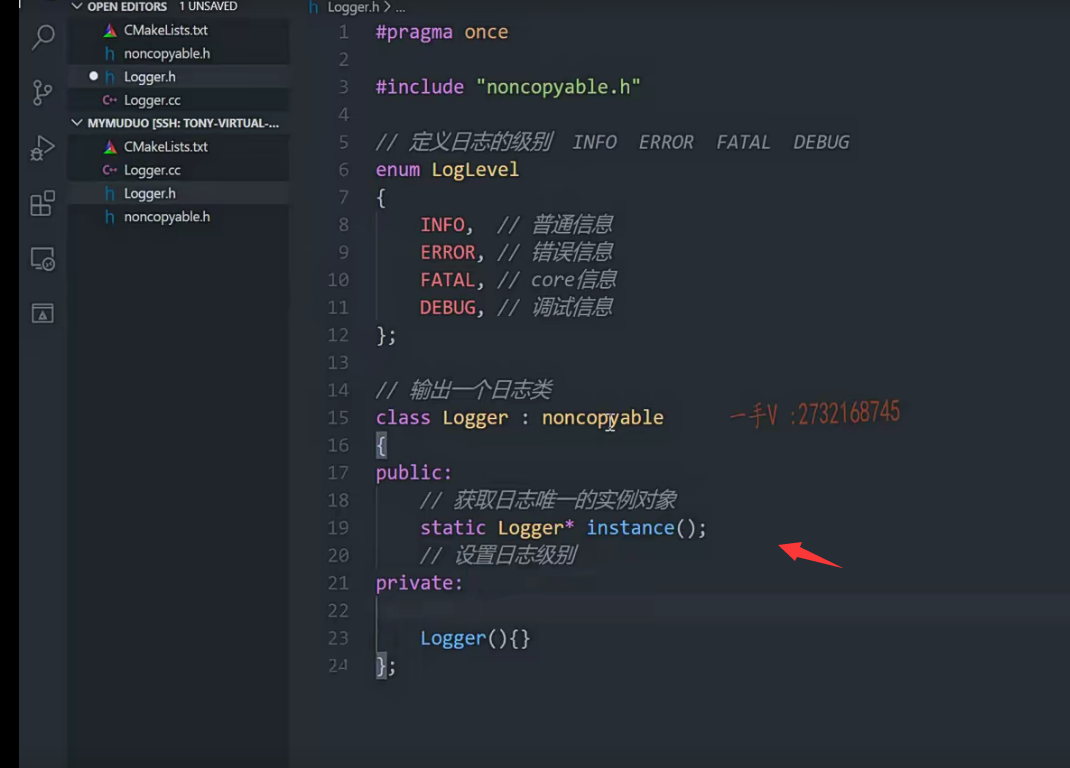 OPEN EDITORS 1 UNSAVED
CMakeLists.txt
noncopyable.h
Logger.h
C++ Logger.cc
MYMUDUO [SSH: TONY-VIRTUAL-...
CMakeLists.txt
C++ Logger.cc
Logger.h
noncopyable.h
h Logger.h > ...
1 #pragma once
2
3 #include "noncopyable.h"
4
5 // 定义日志的级别 INFO ERROR FATAL DEBUG
6 enum LogLevel
7 {
8 INFO, // 普通信息
9 ERROR, // 错误信息
10 FATAL, // core信息
11 DEBUG, // 调试信息
12 };
13
14 // 输出一个日志类
15 class Logger : noncopyable
一手V :2732168745
16 {
17 public:
18 // 获取日志唯一的实例对象
19 static Logger* instance();
20 // 设置日志级别
21 private:
22
23 Logger(){}
24 };